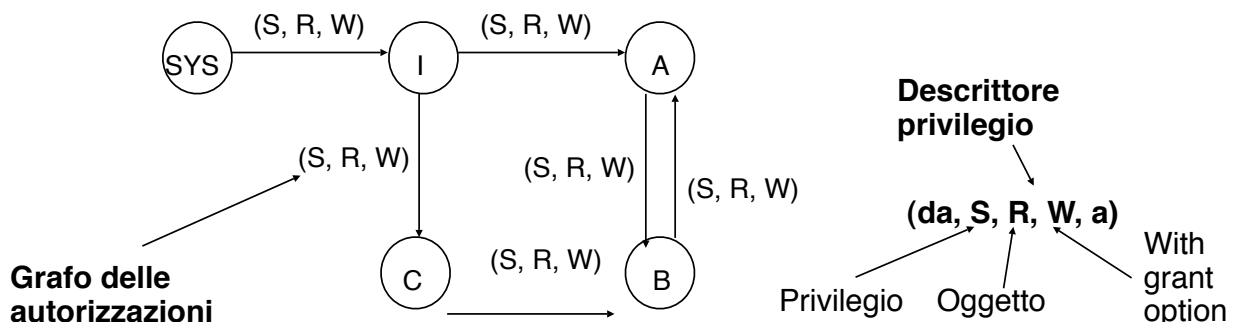 (S, R, W)
(S, R, W)
SYS
I
A
Descrittore
privilegio
(S, R, W)
(S, R, W)
(S, R, W)
(da, S, R, W, a)
With
grant
option
(S, R, W)
C
B
Grafo delle
autorizzazioni
Privilegio
Oggetto